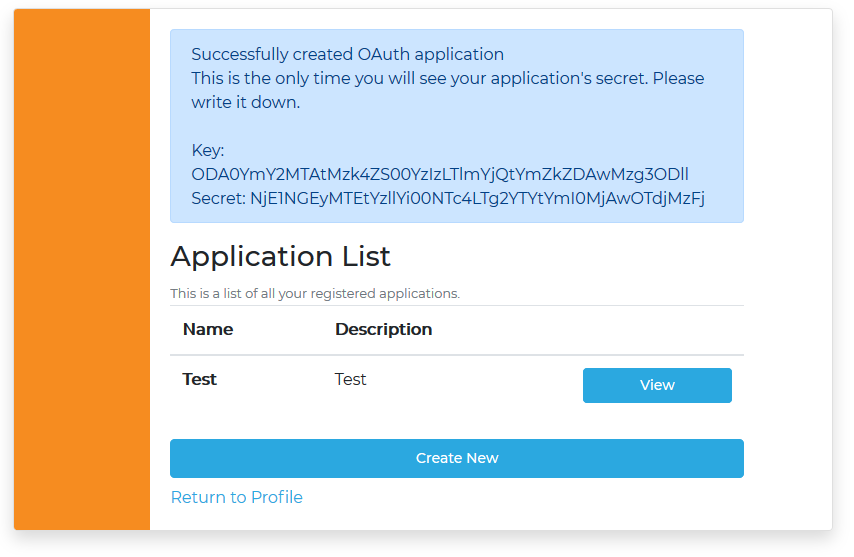 Successfully created OAuth application
This is the only time you will see your application's secret. Please
write it down.
Key:
ODA0YmY2MTAtMzk4ZS00YzIzLTlmYjQtYmZkZDAwMzg3ODll
Secret: NjE1NGEyMTEtYzllYi00NTc4LTg2YTYtYmI0MjAwOTdjMzFj
Application List
This is a list of all your registered applications.
Name Description
Test Test View
Create New
Return to Profile